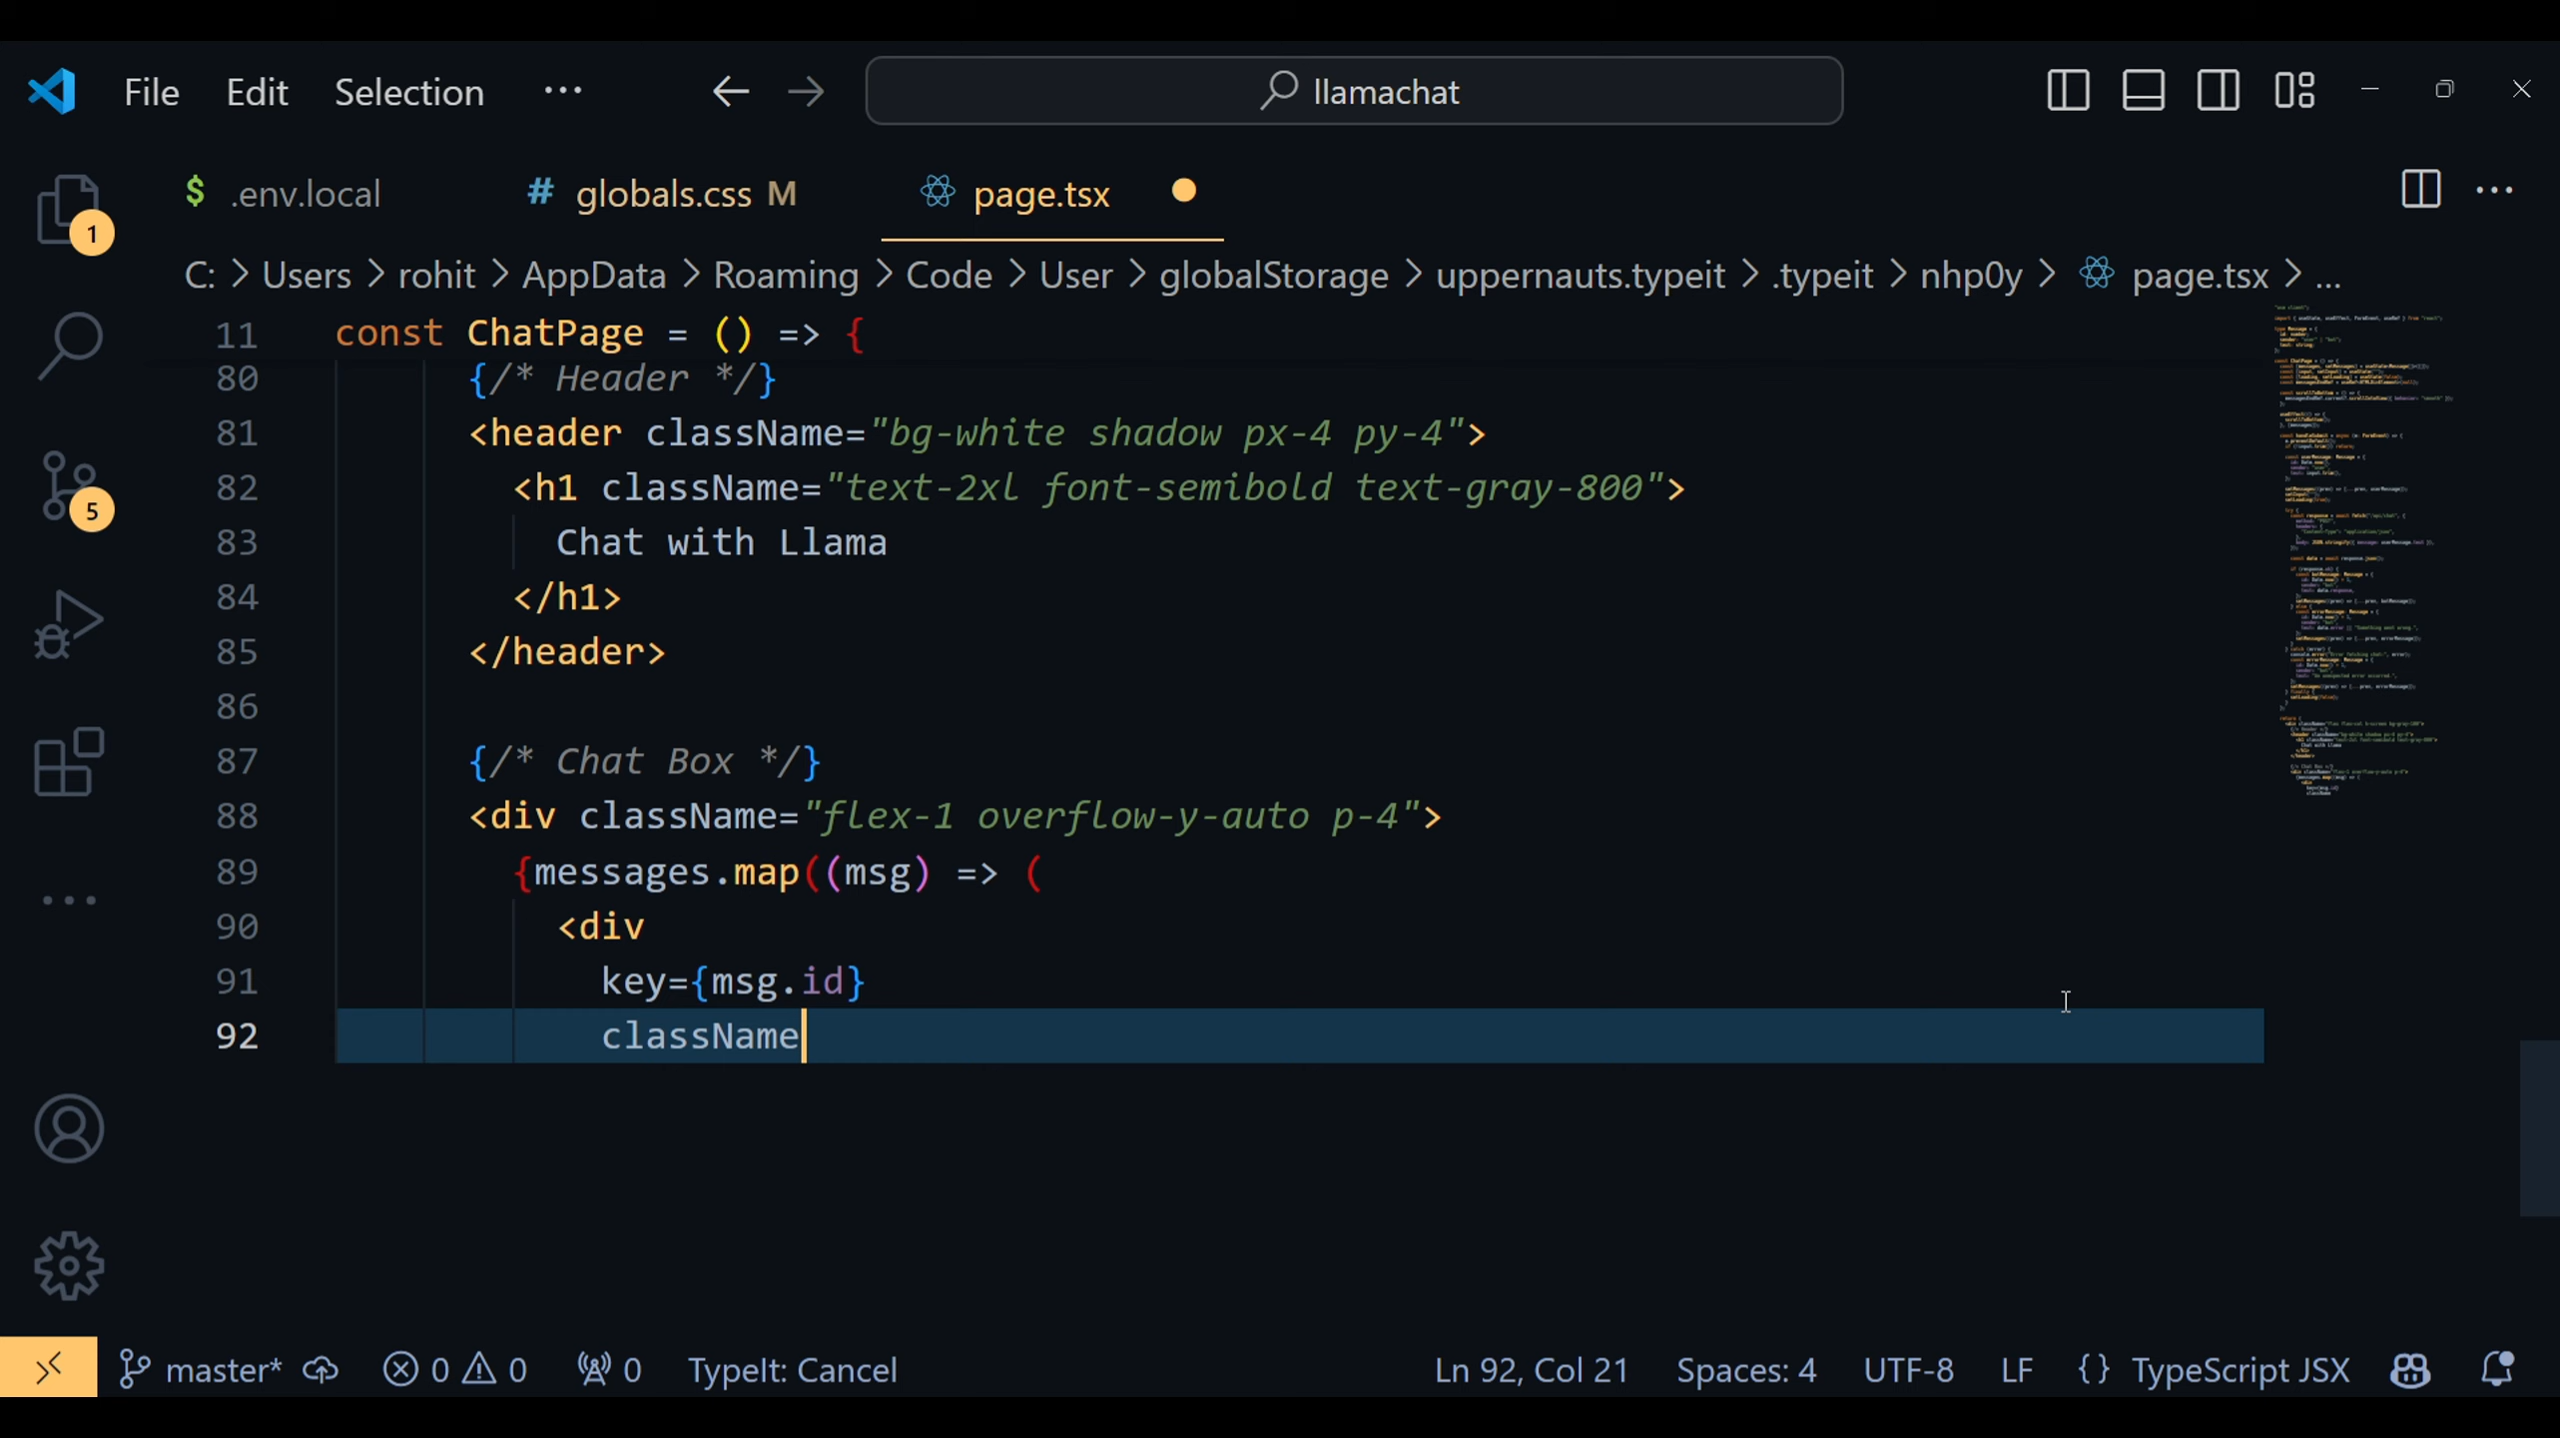 File Edit Selection ··· llamachat
$ .env.local # globals.css M page.tsx
C: > Users > rohit > AppData > Roaming > Code > User > globalStorage > uppernauts.typeit > .typeit > nhp0y > page.tsx > ...
11 const ChatPage = () => {
80 {/* Header */}
81 <header className="bg-white shadow px-4 py-4">
82 <h1 className="text-2xl font-semibold text-gray-800">
83 Chat with Llama
84 </h1>
85 </header>
86
87 {/* Chat Box */}
88 <div className="flex-1 overflow-y-auto p-4">
89 {messages.map((msg) => (
90 <div
91 key={msg.id}
92 className
1
5
master* 0 0 0 TypeIt: Cancel Ln 92, Col 21 Spaces: 4 UTF-8 LF {} TypeScript JSX